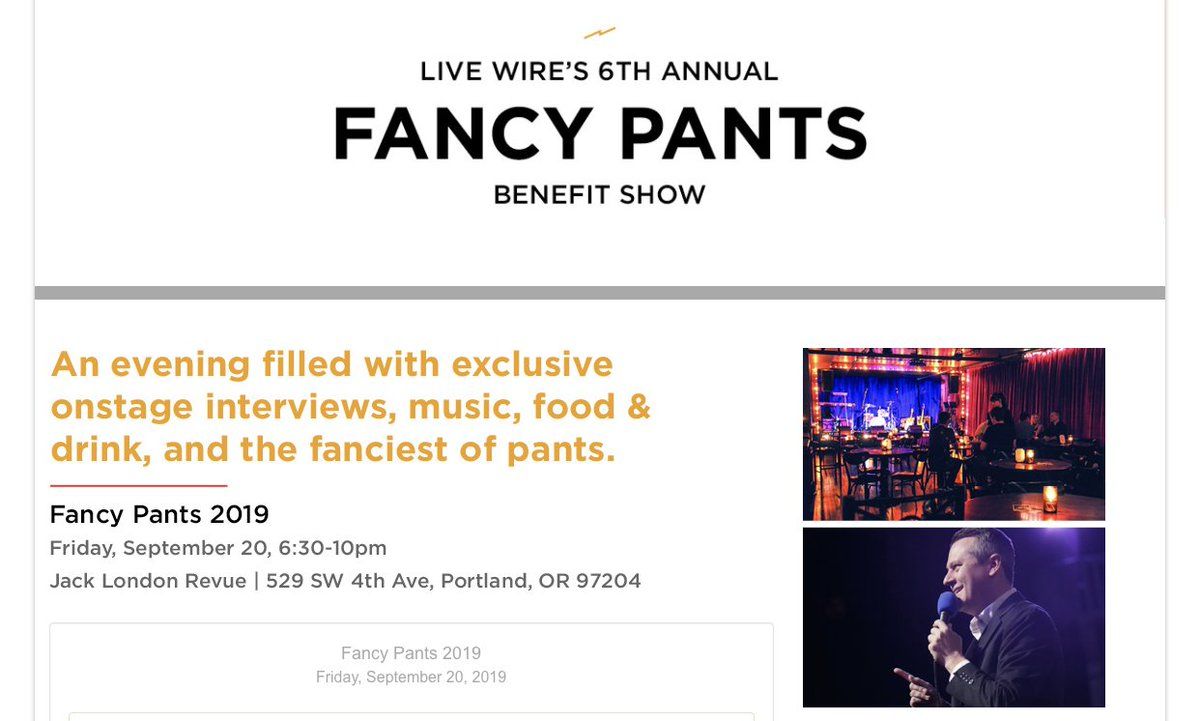 LIVE WIRE’S 6TH ANNUAL
FANCY PANTS
BENEFIT SHOW
An evening filled with exclusive
onstage interviews, music, food &
drink, and the fanciest of pants.
Fancy Pants 2019
Friday, September 20, 6:30-10pm
Jack London Revue | 529 SW 4th Ave, Portland, OR 97204
Fancy Pants 2019
Friday, September 20, 2019